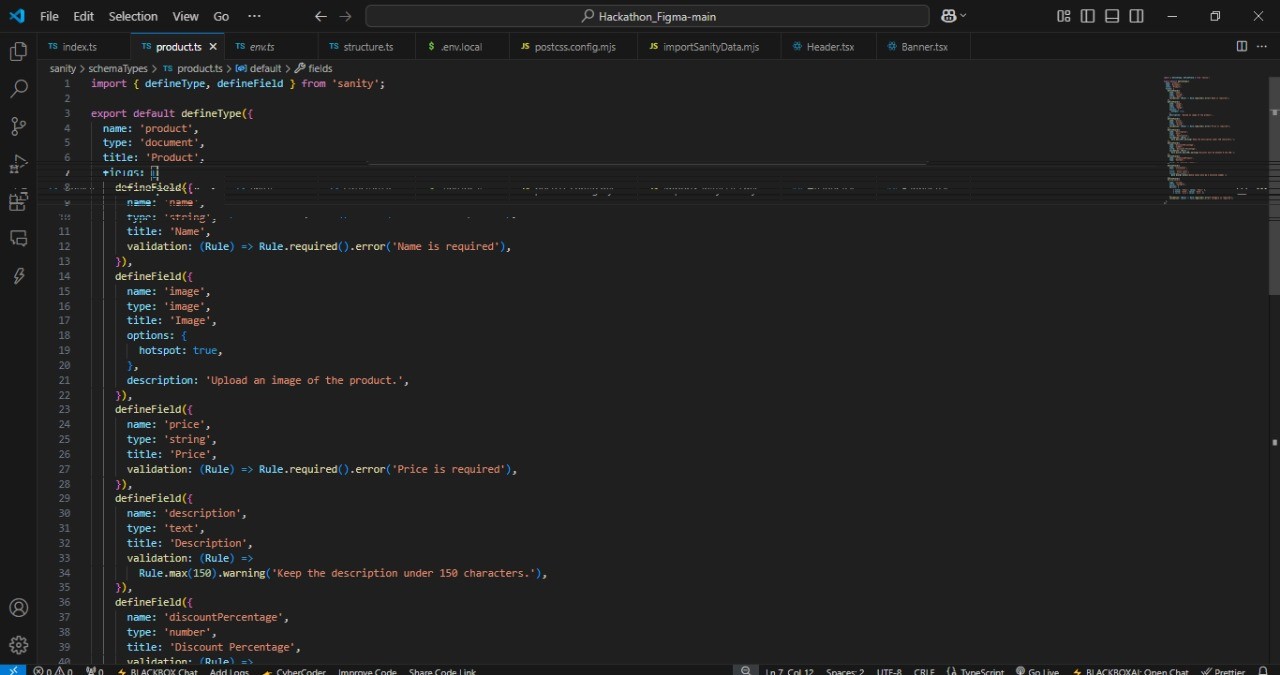 File Edit Selection View Go ··· Hackathon_Figma-main
TS index.ts TS product.ts TS env.ts TS structure.ts $ .env.local JS postcss.config.mjs JS importSanityData.mjs Header.tsx Banner.tsx
sanity > schemaTypes > TS product.ts > default > fields
1 import { defineType, defineField } from 'sanity';
2
3 export default defineType({
4 name: 'product',
5 type: 'document',
6 title: 'Product',
7 fields: [
8 defineField({
9 name: 'name',
10 type: 'string',
11 title: 'Name',
12 validation: (Rule) => Rule.required().error('Name is required'),
13 }),
14 defineField({
15 name: 'image',
16 type: 'image',
17 title: 'Image',
18 options: {
19 hotspot: true,
20 },
21 description: 'Upload an image of the product.',
22 }),
23 defineField({
24 name: 'price',
25 type: 'string',
26 title: 'Price',
27 validation: (Rule) => Rule.required().error('Price is required'),
28 }),
29 defineField({
30 name: 'description',
31 type: 'text',
32 title: 'Description',
33 validation: (Rule) =>
34 Rule.max(150).warning('Keep the description under 150 characters.'),
35 }),
36 defineField({
37 name: 'discountPercentage',
38 type: 'number',
39 title: 'Discount Percentage',
40 validation: (Rule) =>
0 0 0 BLACKBOX Chat Add Logs CyberCoder Improve Code Share Code Link Ln 7, Col 12 Spaces: 2 UTF-8 CRLF {} TypeScript Go Live BLACKBOXAI: Open Chat Prettier